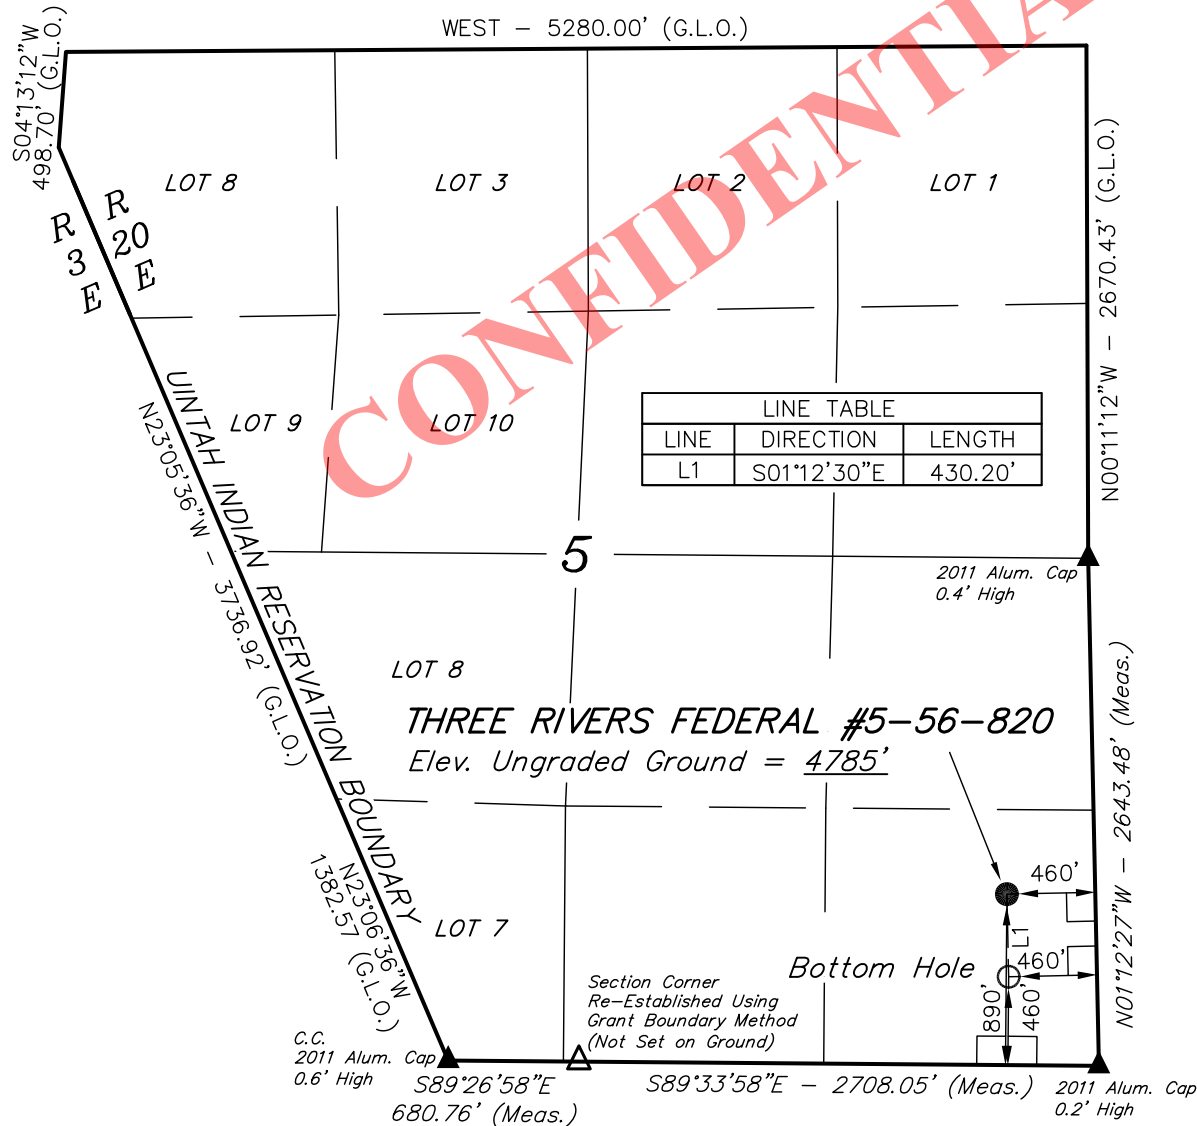 WEST – 5280.00' (G.L.O.)
S04°13'12"W
498.70' (G.L.O.)
CONFIDENTIA
LOT 8
LOT 3
LOT 2
LOT 1
R
3
E
R
20
E
N00°11'12"W – 2670.43' (G.L.O.)
UINTAH INDIAN RESERVATION BOUNDARY
N23°05'36"W – 3736.92' (G.L.O.)
LOT 9
LOT 10
LINE TABLE
LINE DIRECTION LENGTH
L1 S01°12'30"E 430.20'
5
2011 Alum. Cap
0.4' High
LOT 8
THREE RIVERS FEDERAL #5-56-820
Elev. Ungraded Ground = 4785'
N01°12'27"W – 2643.48' (Meas.)
N23°06'36"W
1382.57' (G.L.O.)
LOT 7
460'
L1
Bottom Hole
460'
890'
460'
Section Corner
Re-Established Using
Grant Boundary Method
(Not Set on Ground)
C.C.
2011 Alum. Cap
0.6' High
S89°26'58"E
680.76' (Meas.)
S89°33'58"E – 2708.05' (Meas.)
2011 Alum. Cap
0.2' High